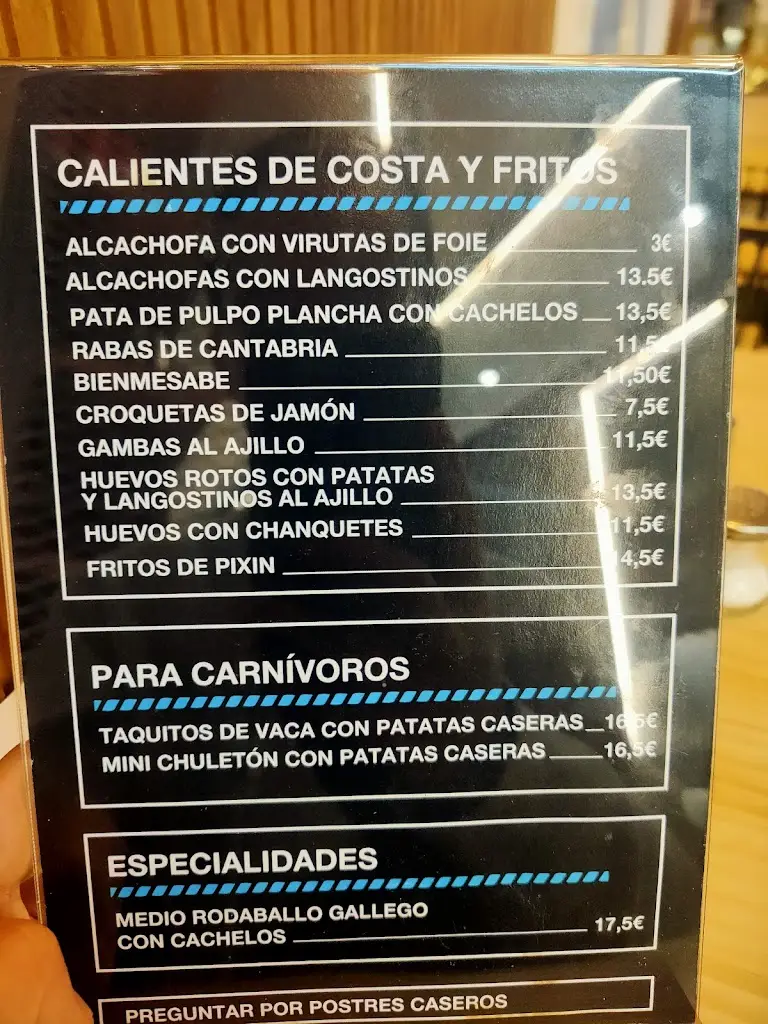 CALIENTES DE COSTA Y FRITOS
ALCACHOFA CON VIRUTAS DE FOIE 3€
ALCACHOFAS CON LANGOSTINOS 13.5€
PATA DE PULPO PLANCHA CON CACHELOS 13,5€
RABAS DE CANTABRIA
BIENMESABE 11,50€
CROQUETAS DE JAMÓN 7,5€
GAMBAS AL AJILLO 11,5€
HUEVOS ROTOS CON PATATAS
Y LANGOSTINOS AL AJILLO 13,5€
HUEVOS CON CHANQUETES 11,5€
FRITOS DE PIXIN
PARA CARNÍVOROS
TAQUITOS DE VACA CON PATATAS CASERAS 16,5€
MINI CHULETÓN CON PATATAS CASERAS 16,5€
ESPECIALIDADES
MEDIO RODABALLO GALLEGO
CON CACHELOS 17,5€
PREGUNTAR POR POSTRES CASEROS